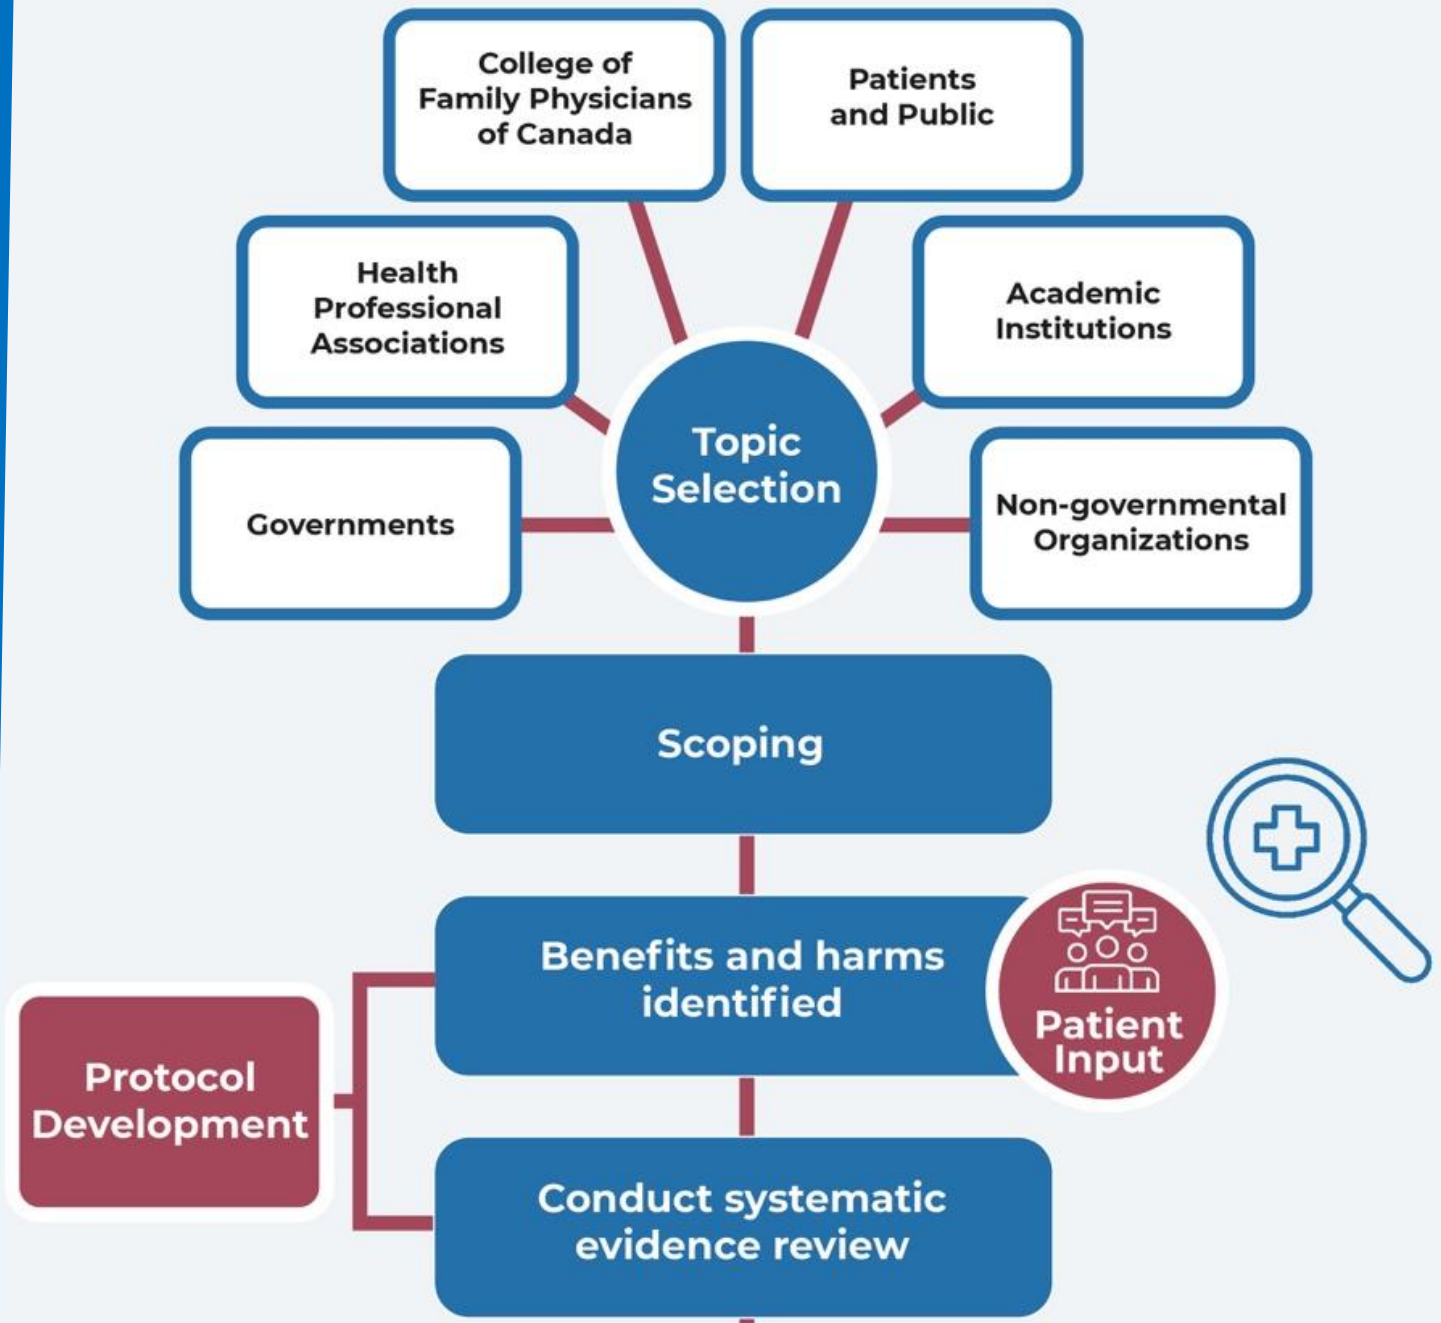 College of
Family Physicians
of Canada
Patients
and Public
Health
Professional
Associations
Academic
Institutions
Topic
Selection
Governments
Non-governmental
Organizations
Scoping
Benefits and harms
identified
Patient
Input
Protocol
Development
Conduct systematic
evidence review